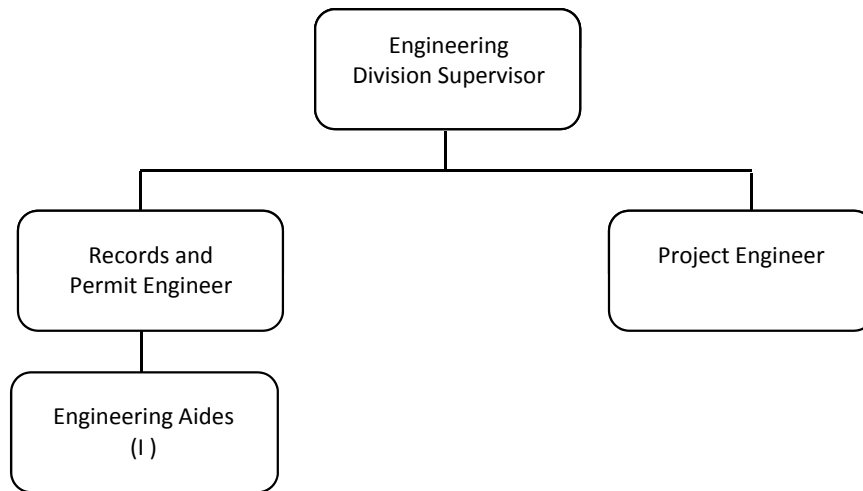 Engineering
Division Supervisor
Records and
Permit Engineer
Project Engineer
Engineering Aides
(I )